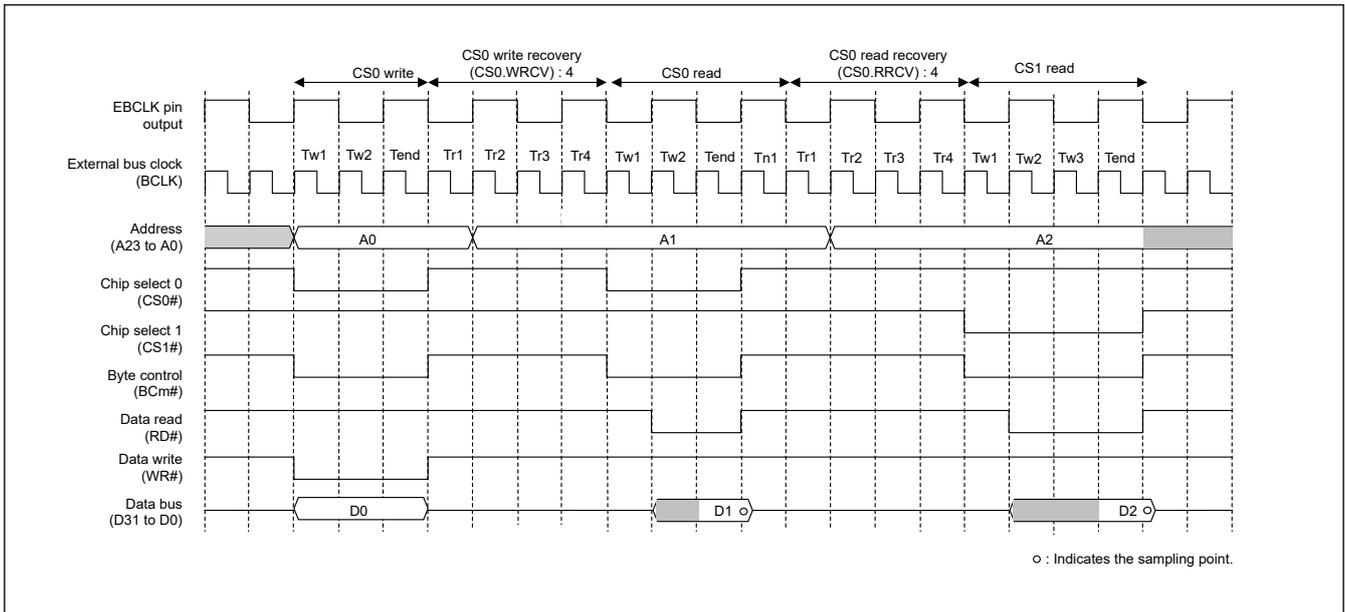 CS0 write
CS0 write recovery
(CS0.WRCV) : 4
CS0 read
CS0 read recovery
(CS0.RRCV) : 4
CS1 read
EBCLK pin
output
External bus clock
(BCLK)
Tw1 Tw2 Tend Tr1 Tr2 Tr3 Tr4 Tw1 Tw2 Tend Tn1 Tr1 Tr2 Tr3 Tr4 Tw1 Tw2 Tw3 Tend
Address
(A23 to A0)
A0 A1 A2
Chip select 0
(CS0#)
Chip select 1
(CS1#)
Byte control
(BCm#)
Data read
(RD#)
Data write
(WR#)
Data bus
(D31 to D0)
D0 D1 D2
: Indicates the sampling point.